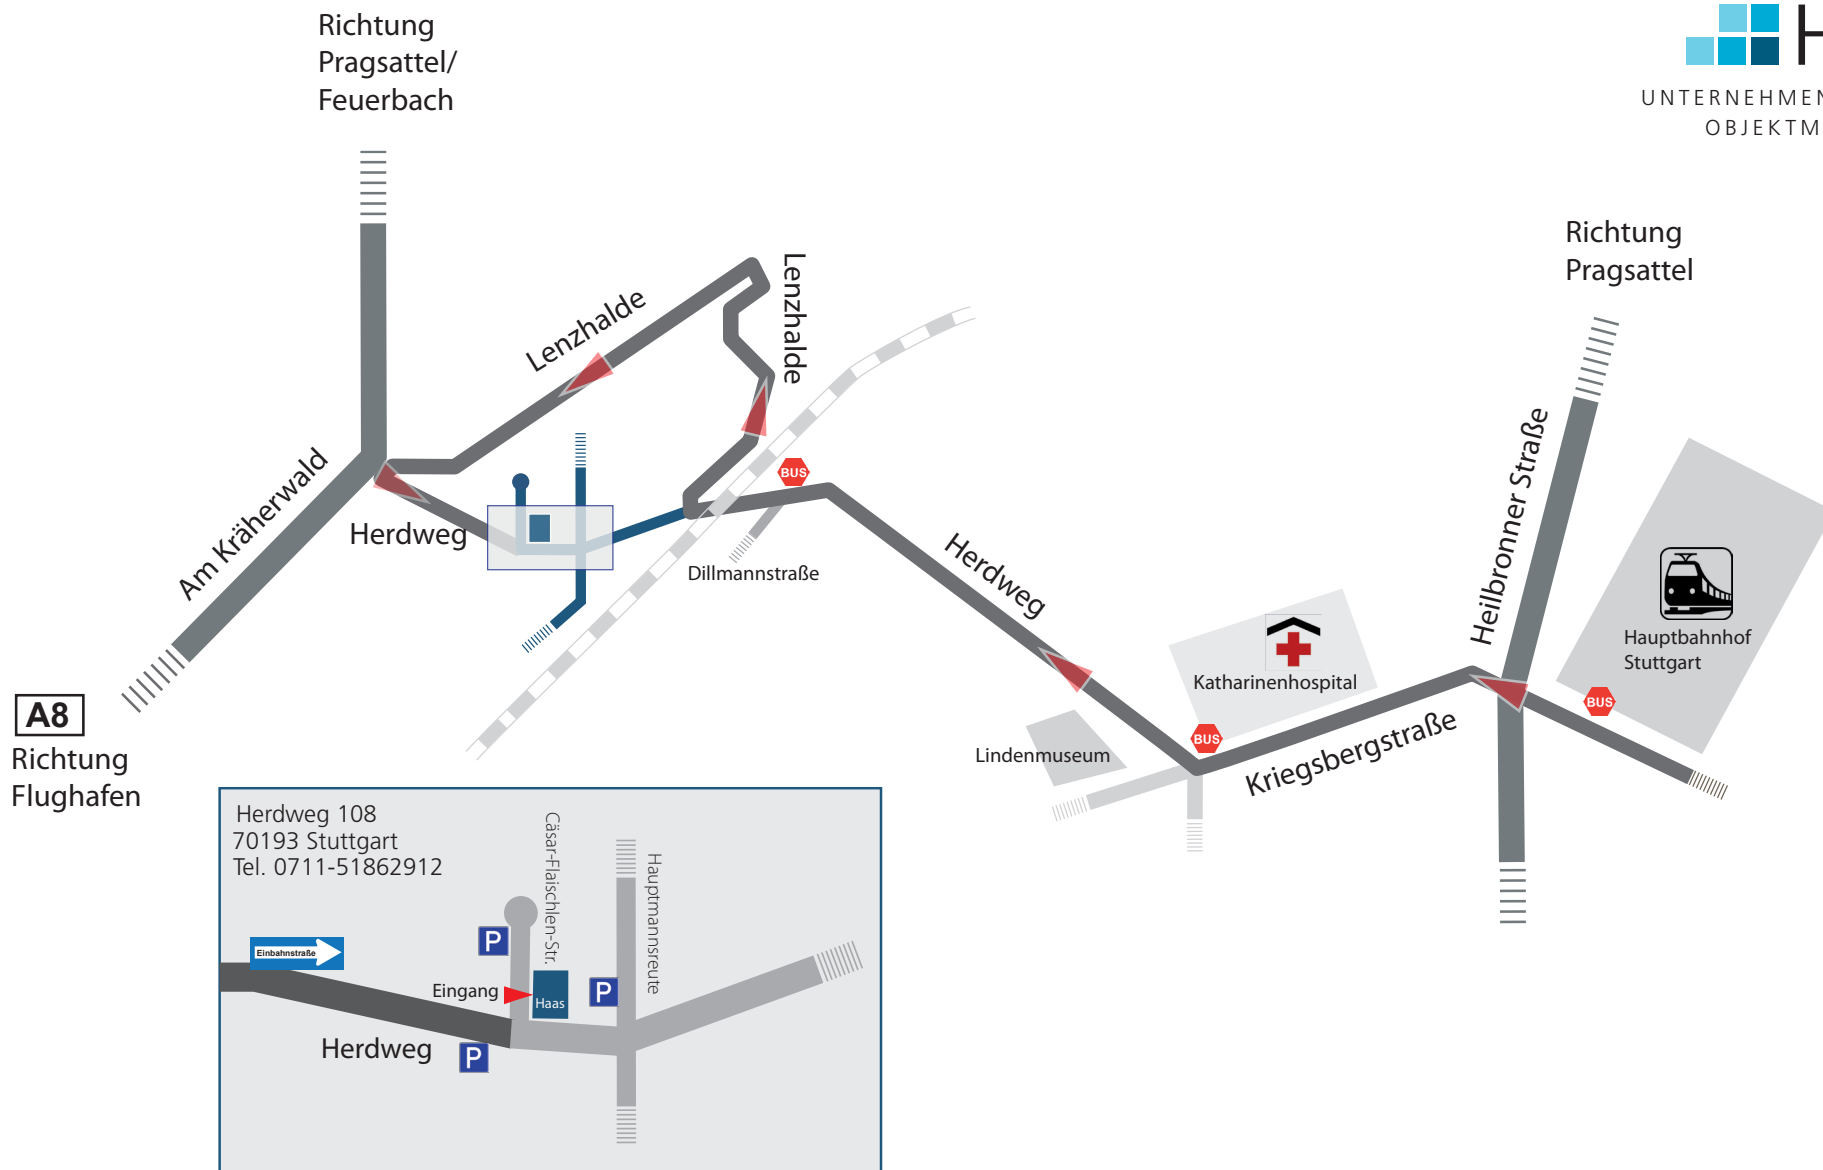 Richtung
Pragsattel/
Feuerbach
H
UNTERNEHMEN
OBJEKTM
Richtung
Pragsattel
Lenzhalde
Lenzhalde
Am Kräherwald
Herdweg
BUS
Dillmannstraße
Herdweg
Heilbronner Straße
Hauptbahnhof
Stuttgart
BUS
Katharinenhospital
BUS
Lindenmuseum
Kriegsbergstraße
A8
Richtung
Flughafen
Herdweg 108
70193 Stuttgart
Tel. 0711-51862912
Cäsar-Flaischlen-Str.
Hauptmannsreute
Einbahnstraße
P
Eingang
Haas
P
Herdweg
P